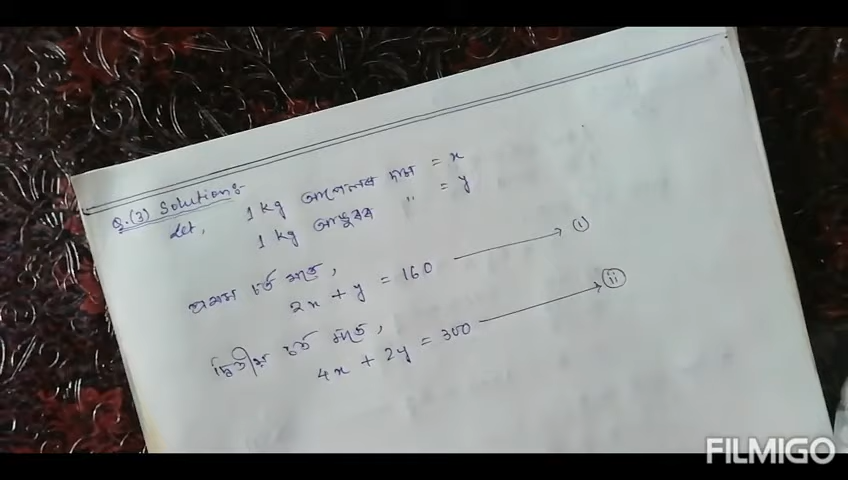 Q.(3) Solution:-
Let, 1 kg আপেলৰ দাম = x
1 kg আঙুৰৰ " = y
প্ৰথম চৰ্ত মতে,
2x + y = 160 ⟶ (i)
দ্বিতীয় চৰ্ত মতে,
4x + 2y = 300 ⟶ (ii)
FILMIGO